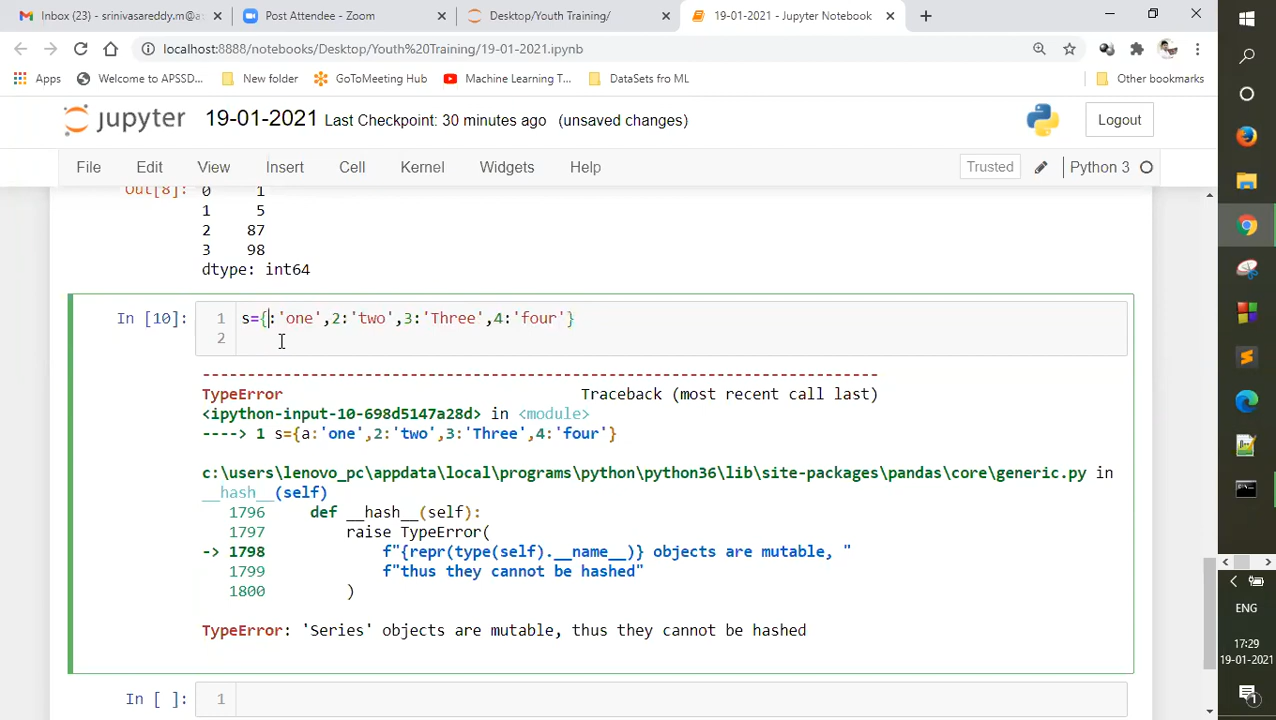 Inbox (23) - srinivasareddy.m@a
Post Attendee - Zoom
Desktop/Youth Training/
19-01-2021 - Jupyter Notebook
localhost:8888/notebooks/Desktop/Youth%20Training/19-01-2021.ipynb
Apps
Welcome to APSSD...
New folder
GoToMeeting Hub
Machine Learning T...
DataSets fro ML
Other bookmarks
jupyter
19-01-2021 Last Checkpoint: 30 minutes ago (unsaved changes)
Logout
File Edit View Insert Cell Kernel Widgets Help
Trusted
Python 3
Out[8]: 0 1
1 5
2 87
3 98
dtype: int64
In [10]: 1 s={:'one',2:'two',3:'Three',4:'four'}
2
---------------------------------------------------------------------------
TypeError Traceback (most recent call last)
<ipython-input-10-698d5147a28d> in <module>
----> 1 s={a:'one',2:'two',3:'Three',4:'four'}
c:\users\lenovo_pc\appdata\local\programs\python\python36\lib\site-packages\pandas\core\generic.py in
__hash__(self)
1796 def __hash__(self):
1797 raise TypeError(
-> 1798 f"{repr(type(self).__name__)} objects are mutable, "
1799 f"thus they cannot be hashed"
1800 )
TypeError: 'Series' objects are mutable, thus they cannot be hashed
In [ ]: 1
ENG
17:29
19-01-2021
1